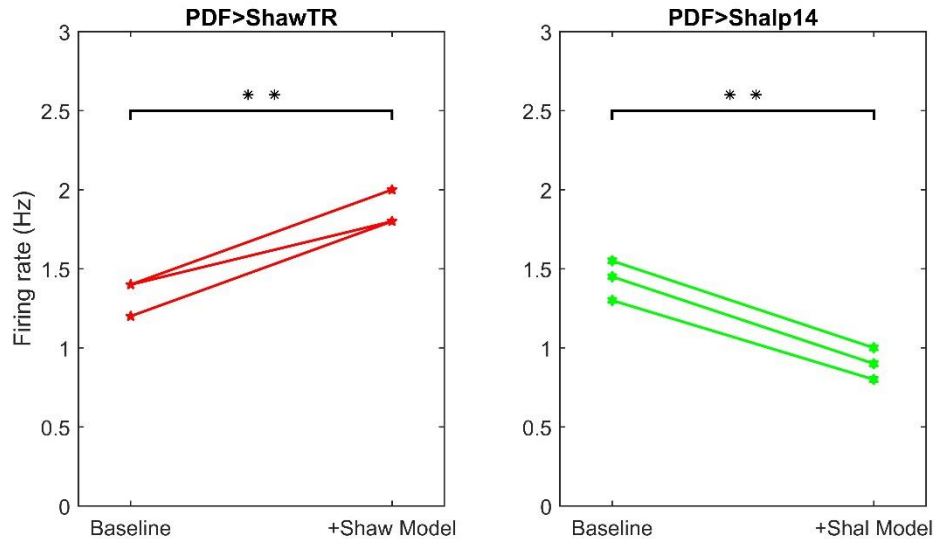 PDF>ShawTR
3
2.5
2
1.5
1
0.5
0
Firing rate (Hz)
* *
Baseline
+Shaw Model
PDF>Shalp14
3
2.5
2
1.5
1
0.5
0
* *
Baseline
+Shal Model